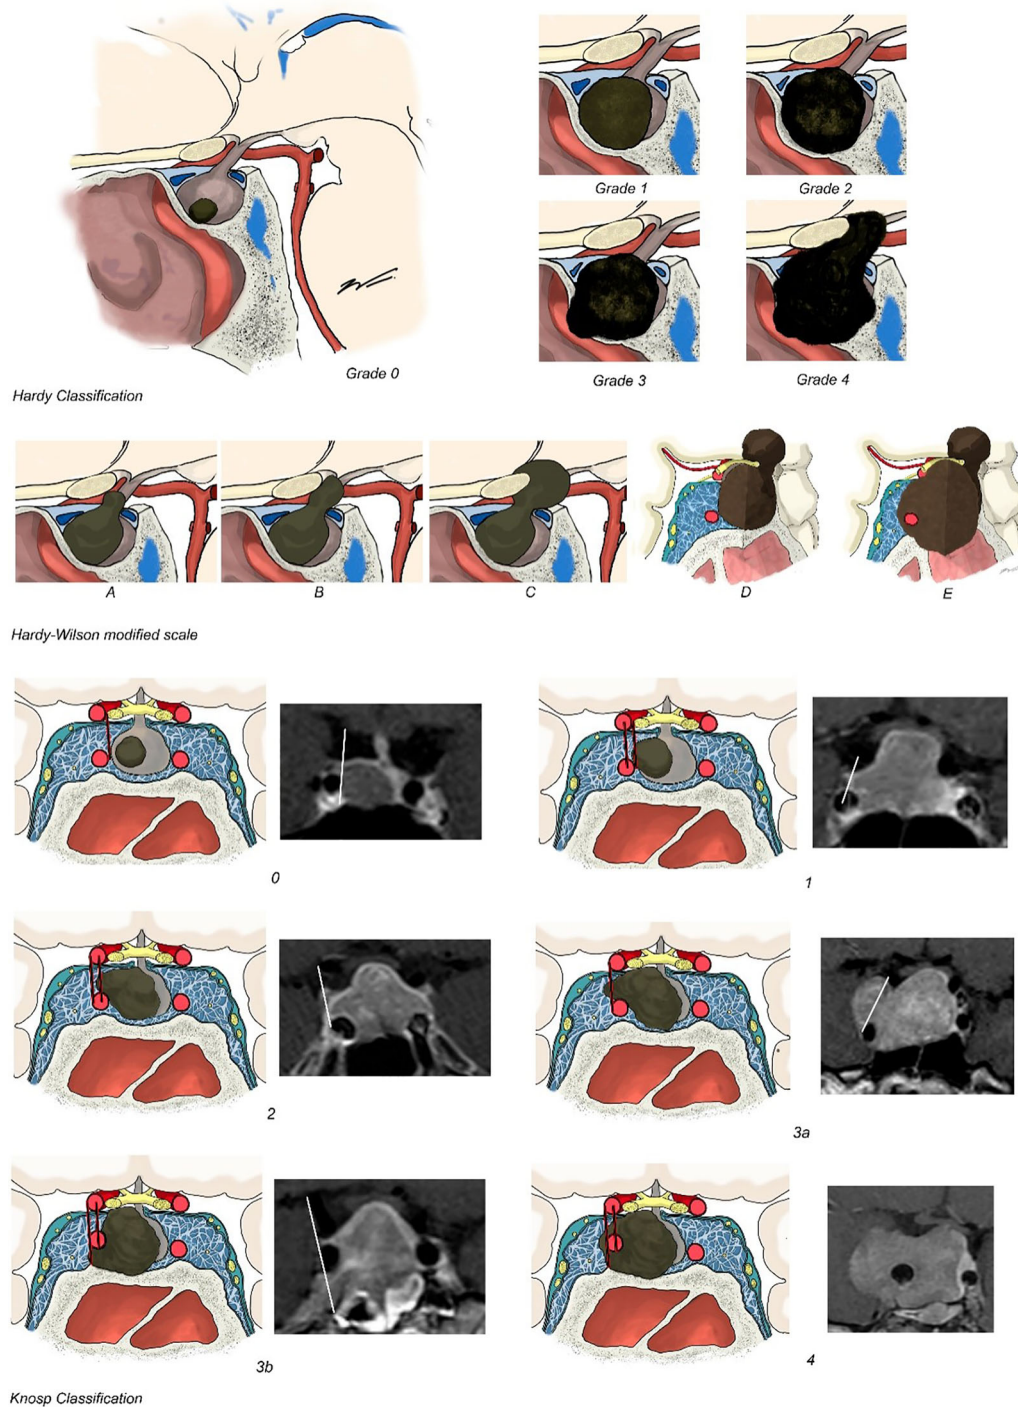 Grade 1
Grade 2
Grade 0
Grade 3
Grade 4
Hardy Classification
A
B
C
D
E
Hardy-Wilson modified scale
0
1
2
3a
3b
4
Knosp Classification